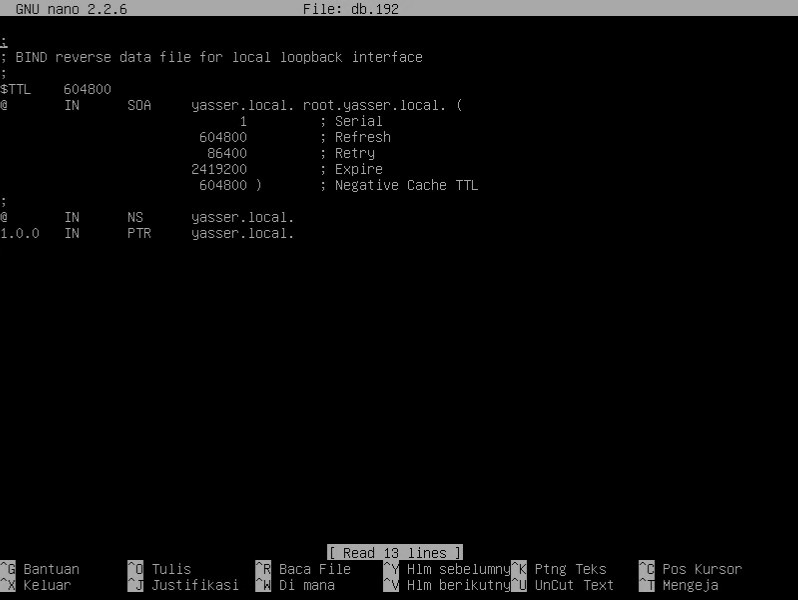 GNU nano 2.2.6 File: db.192
;
; BIND reverse data file for local loopback interface
;
$TTL 604800
@ IN SOA yasser.local. root.yasser.local. (
1 ; Serial
604800 ; Refresh
86400 ; Retry
2419200 ; Expire
604800 ) ; Negative Cache TTL
;
@ IN NS yasser.local.
1.0.0 IN PTR yasser.local.
[ Read 13 lines ]
^G Bantuan ^O Tulis ^R Baca File ^Y Hlm sebelumny^K Ptng Teks ^C Pos Kursor
^X Keluar ^J Justifikasi ^W Di mana ^V Hlm berikutny^U UnCut Text ^T Mengeja